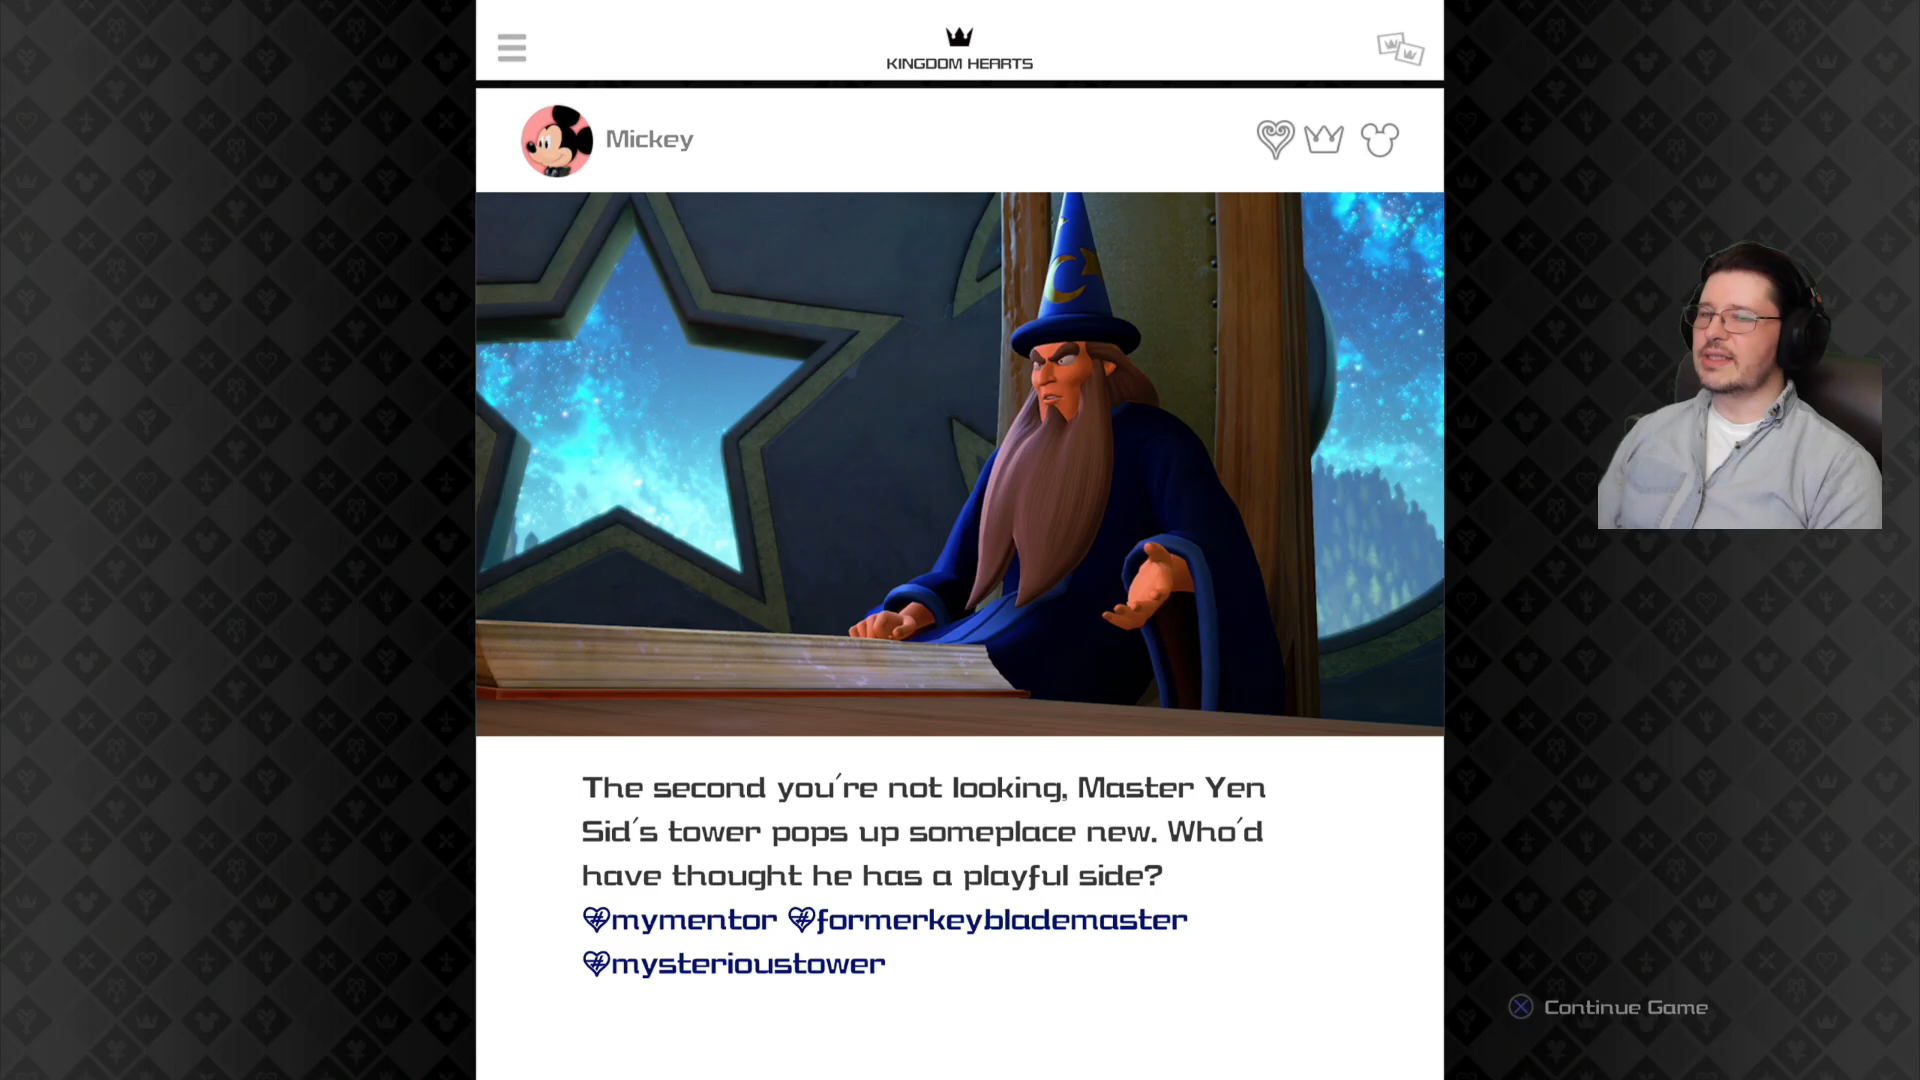 KINGDOM HEARTS
Mickey
The second you're not looking, Master Yen
Sid's tower pops up someplace new. Who'd
have thought he has a playful side?
#mymentor #formerkeyblademaster
#mysterioustower
Continue Game